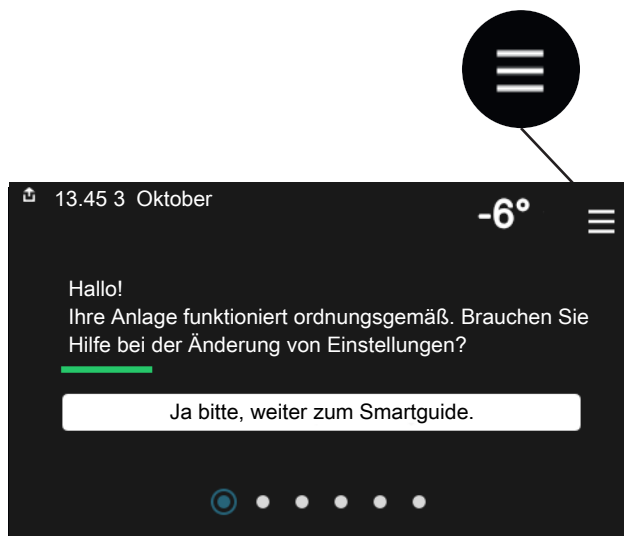 13.45 3 Oktober
-6°
Hallo!
Ihre Anlage funktioniert ordnungsgemäß. Brauchen Sie
Hilfe bei der Änderung von Einstellungen?
Ja bitte, weiter zum Smartguide.